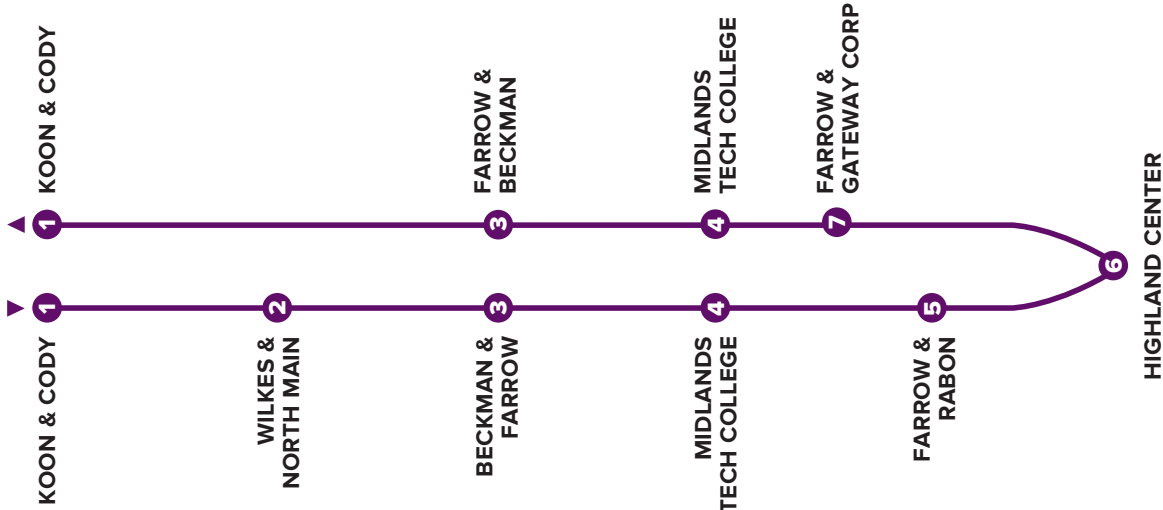 KOON & CODY
FARROW &
BECKMAN
MIDLANDS
TECH COLLEGE
FARROW &
GATEWAY CORP
1
3
4
7
6
HIGHLAND CENTER
1
2
3
4
5
KOON & CODY
WILKES &
NORTH MAIN
BECKMAN &
FARROW
MIDLANDS
TECH COLLEGE
FARROW &
RABON